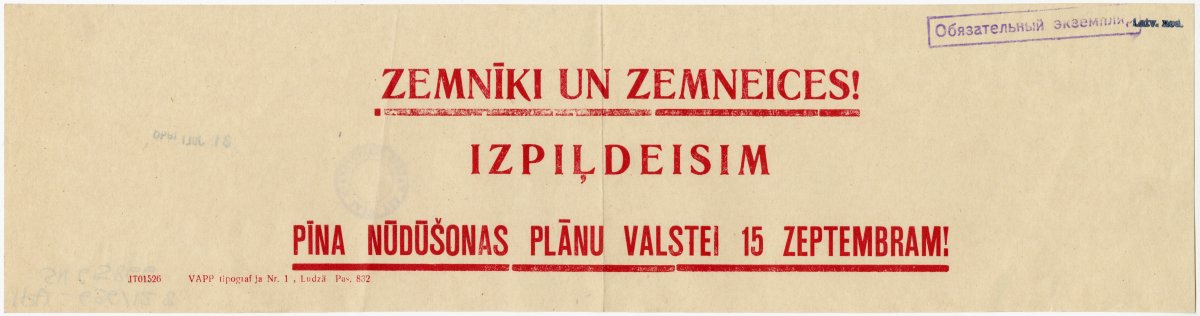 Обязательный экземпляр
Latv. nod.
ZEMNĪKI UN ZEMNEICES!
IZPIĻDEISIM
PĪNA NŪDŪŠONAS PLĀNU VALSTEI 15 ZEPTEMBRAM!
JT01526 VAPP tipografija Nr. 1, Ludzā Pas. 832